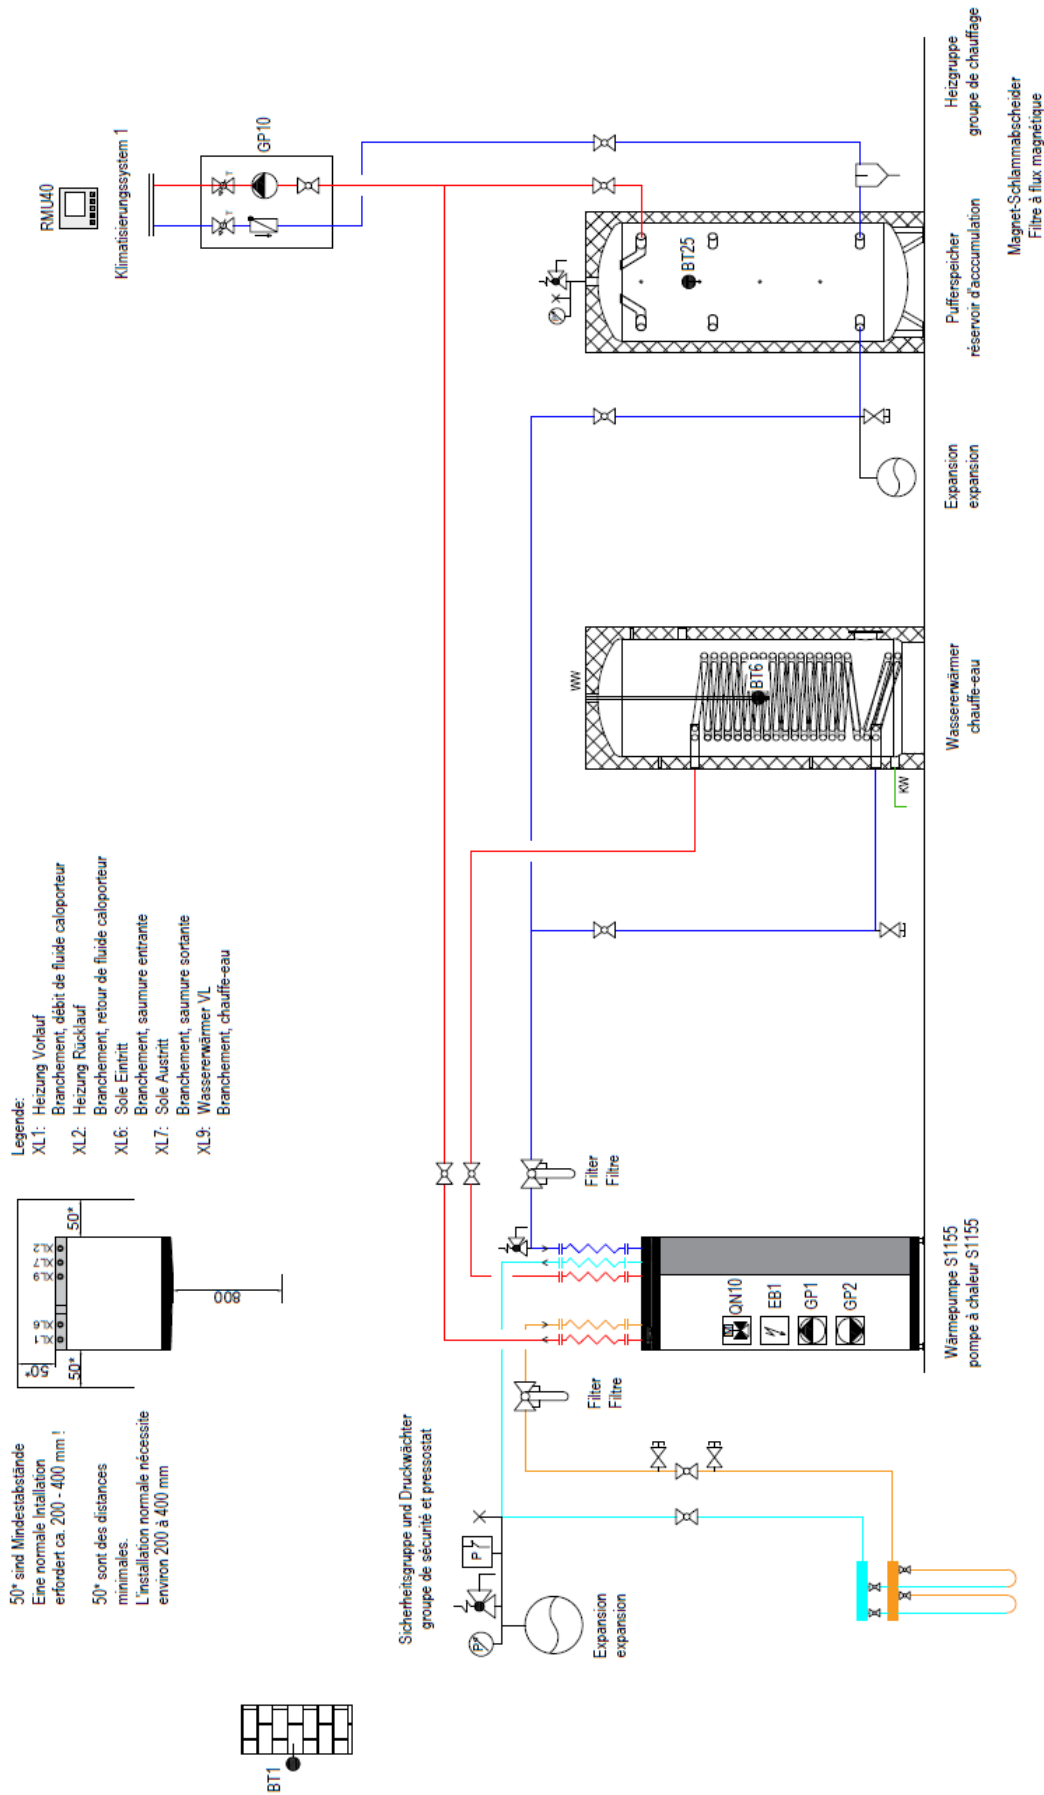 50* sind Mindestabstände
Eine normale Intallation
erfordert ca. 200 - 400 mm !
50* sont des distances
minimales.
L'installation normale nécessite
environ 200 à 400 mm
50*
50*
50*
800
XL1
XL6
XL9
XL7
XL2
Legende:
XL1: Heizung Vorlauf
Branchement, débit de fluide caloporteur
XL2: Heizung Rücklauf
Branchement, retour de fluide caloporteur
XL6: Sole Eintritt
Branchement, saumure entrante
XL7: Sole Austritt
Branchement, saumure sortante
XL9: Wassererwärmer VL
Branchement, chauffe-eau
RMU40
Klimatisierungssystem 1
GP10
T
T
BT1
Sicherheitsgruppe und Druckwächter
groupe de sécurité et pressostat
P
P
Expansion
expansion
Filter
Filtre
Filter
Filtre
M
QN10
EB1
GP1
GP2
Wärmepumpe S1155
pompe à chaleur S1155
WW
BT6
KW
Wassererwärmer
chauffe-eau
Expansion
expansion
P
BT25
Pufferspeicher
réservoir d'acccumulation
Heizgruppe
groupe de chauffage
Magnet-Schlammabscheider
Filtre à flux magnétique